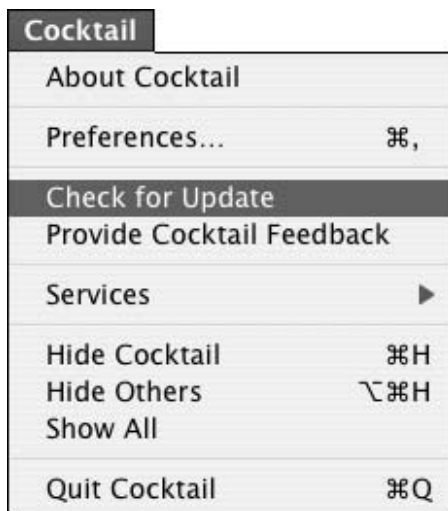 Cocktail
About Cocktail
Preferences... ⌘,
Check for Update
Provide Cocktail Feedback
Services ▶
Hide Cocktail ⌘H
Hide Others ⌥⌘H
Show All
Quit Cocktail ⌘Q